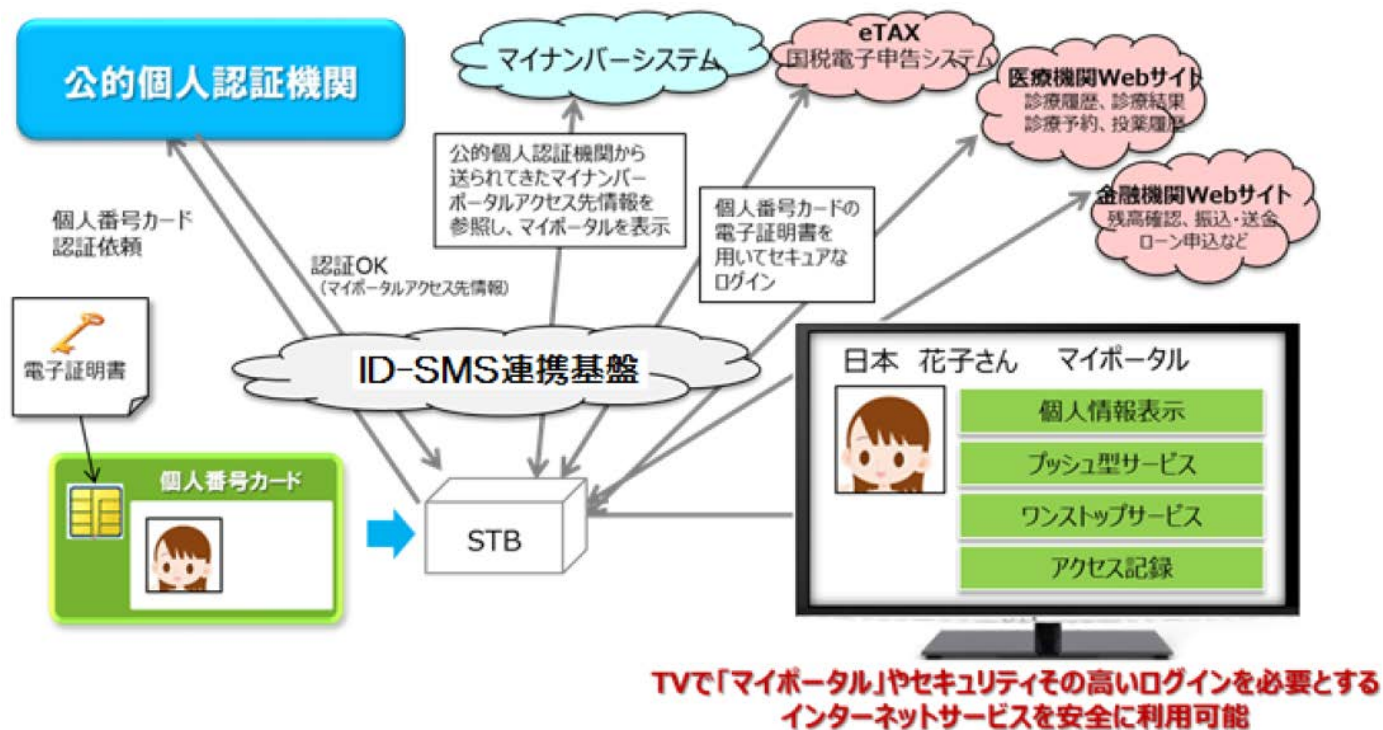 公的個人認証機関
マイナンバーシステム
eTAX
国税電子申告システム
医療機関Webサイト
診療履歴、診療結果
診療予約、投薬履歴
金融機関Webサイト
残高確認、振込・送金
ローン申込など
公的個人認証機関から
送られてきたマイナンバー
ポータルアクセス先情報を
参照し、マイポータルを表示
個人番号カードの
電子証明書を
用いてセキュアな
ログイン
個人番号カード
認証依頼
認証OK
（マイポータルアクセス先情報）
電子証明書
ID-SMS連携基盤
個人番号カード
STB
日本 花子さん マイポータル
個人情報表示
プッシュ型サービス
ワンストップサービス
アクセス記録
TVで「マイポータル」やセキュリティその高いログインを必要とする
インターネットサービスを安全に利用可能